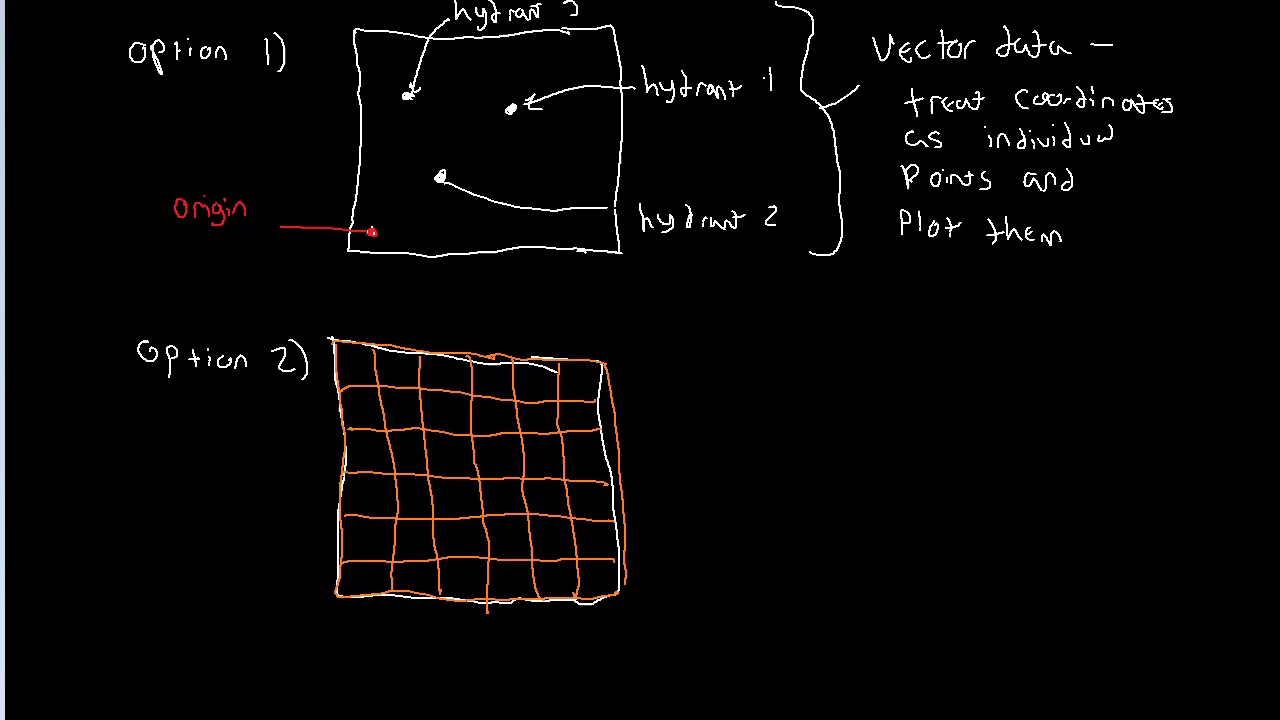 hydrant 3
Option 1)
hydrant 1
origin
hydrant 2
Vector data -
treat coordinates
as individual
Points and
Plot them
Option 2)